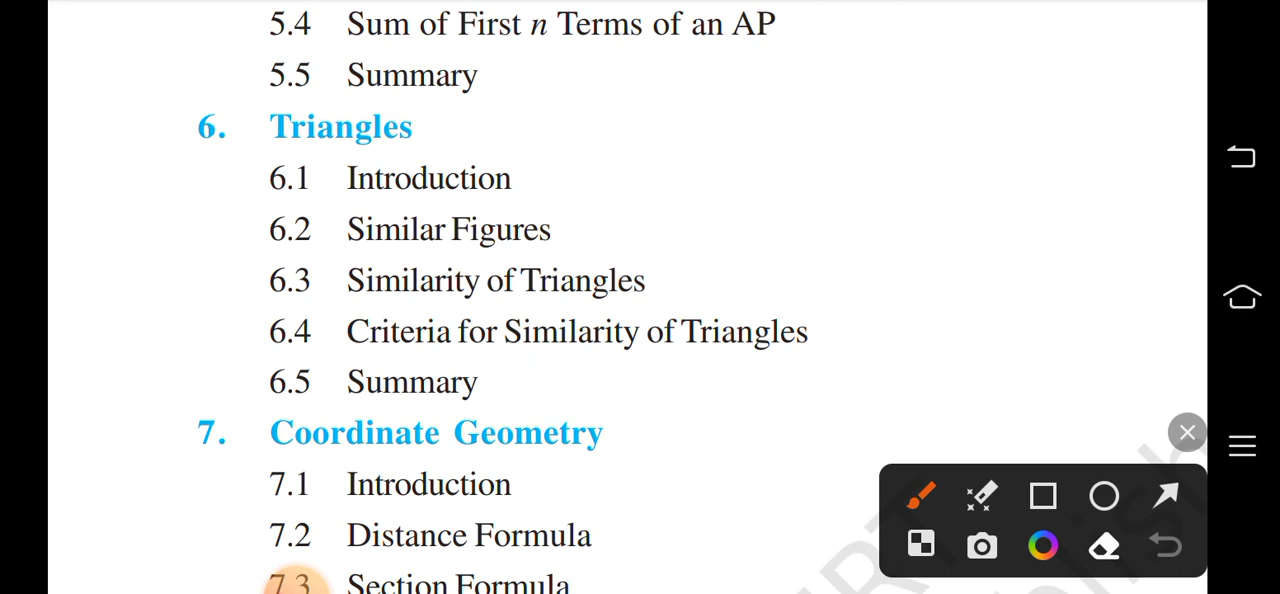 5.4 Sum of First n Terms of an AP
5.5 Summary
6. Triangles
6.1 Introduction
6.2 Similar Figures
6.3 Similarity of Triangles
6.4 Criteria for Similarity of Triangles
6.5 Summary
7. Coordinate Geometry
7.1 Introduction
7.2 Distance Formula
7.3 Section Formula